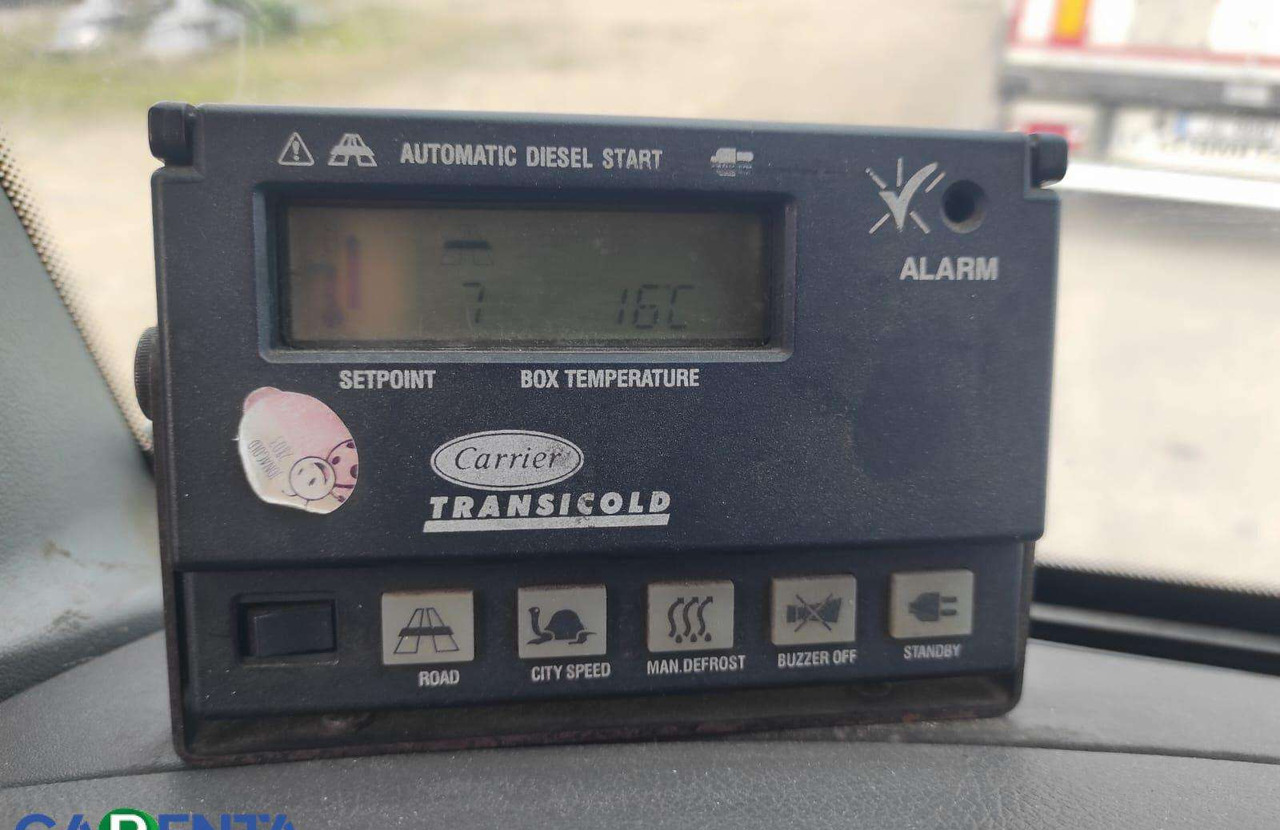 AUTOMATIC DIESEL START
ALARM
7 16C
SETPOINT BOX TEMPERATURE
Carrier
TRANSICOLD
ROAD
CITY SPEED
MAN.DEFROST
BUZZER OFF
STANDBY